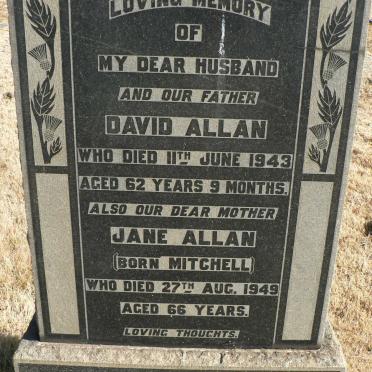 LOVING MEMORY
OF
MY DEAR HUSBAND
AND OUR FATHER
DAVID ALLAN
WHO DIED 11TH JUNE 1943
AGED 62 YEARS 9 MONTHS.
ALSO OUR DEAR MOTHER
JANE ALLAN
(BORN MITCHELL)
WHO DIED 27TH AUG. 1949
AGED 66 YEARS.
LOVING THOUGHTS.